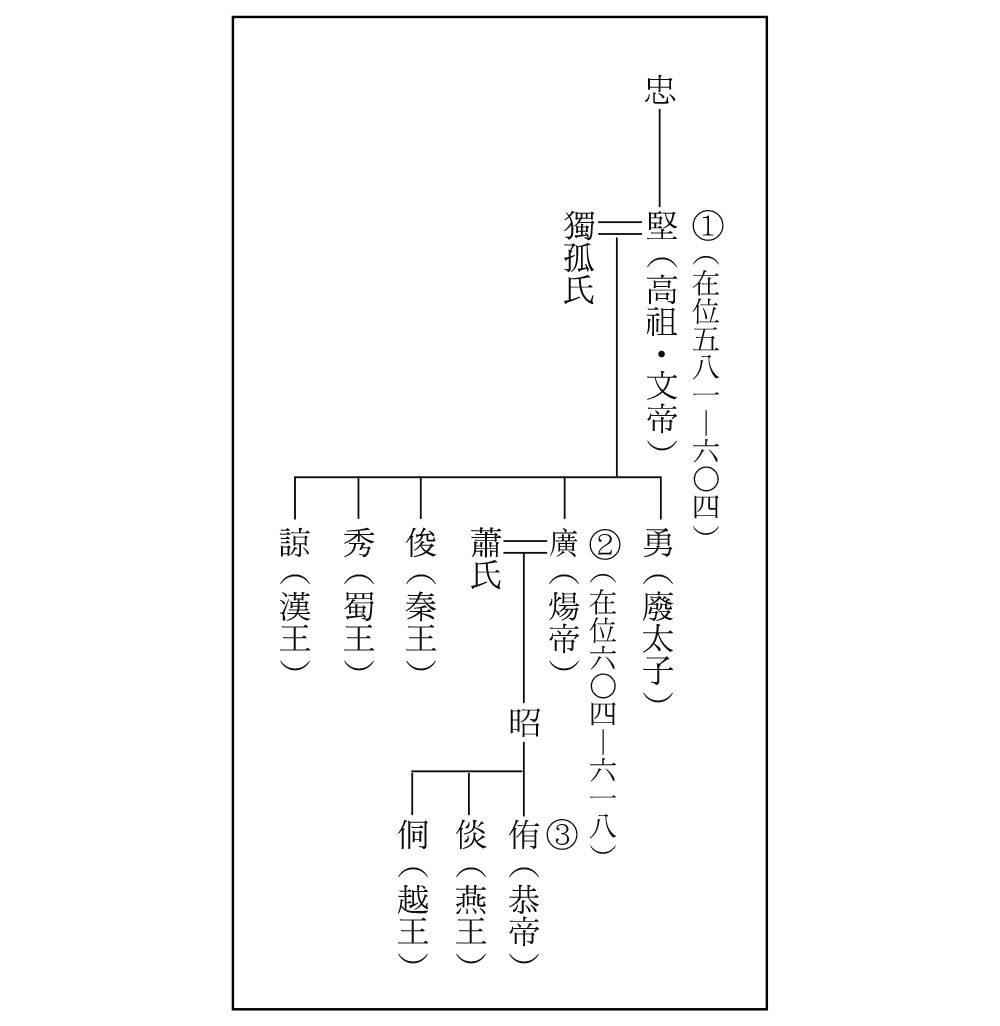 忠
①(在位五八一—六〇四)
堅(高祖・文帝)
獨孤氏
勇(廢太子)
②(在位六〇四—六一八)
廣(煬帝)
蕭氏
俊(秦王)
秀(蜀王)
諒(漢王)
昭
③
侑(恭帝)
倓(燕王)
侗(越王)